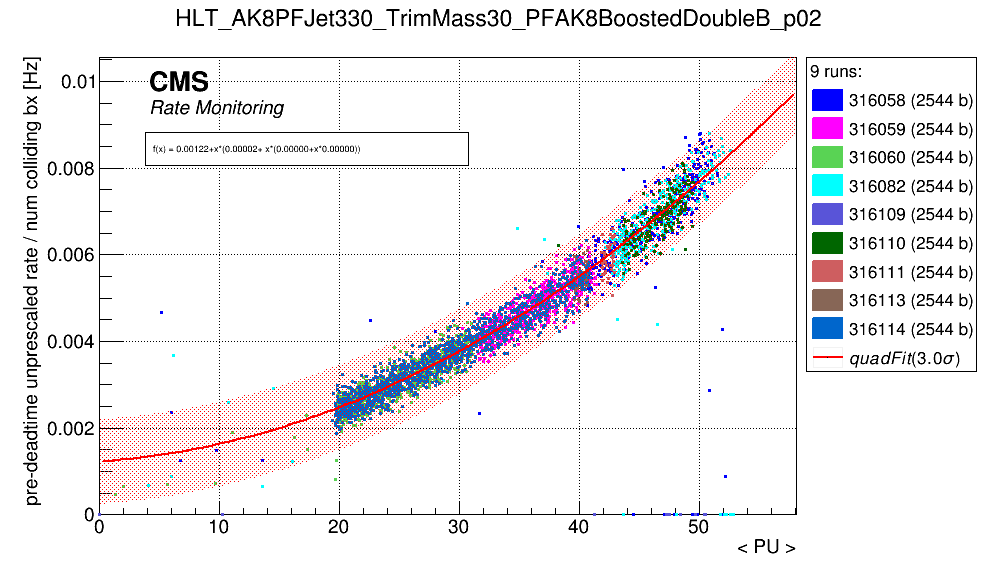 HLT_AK8PFJet330_TrimMass30_PFAK8BoostedDoubleB_p02
pre-deadtime unprescaled rate / num colliding bx [Hz]
0.01
0.008
0.006
0.004
0.002
0
CMS
Rate Monitoring
f(x) = 0.00122+x*(0.00002+ x*(0.00000+x*0.00000))
0 10 20 30 40 50
< PU >
9 runs:
316058 (2544 b)
316059 (2544 b)
316060 (2544 b)
316082 (2544 b)
316109 (2544 b)
316110 (2544 b)
316111 (2544 b)
316113 (2544 b)
316114 (2544 b)
quadFit(3.0σ)